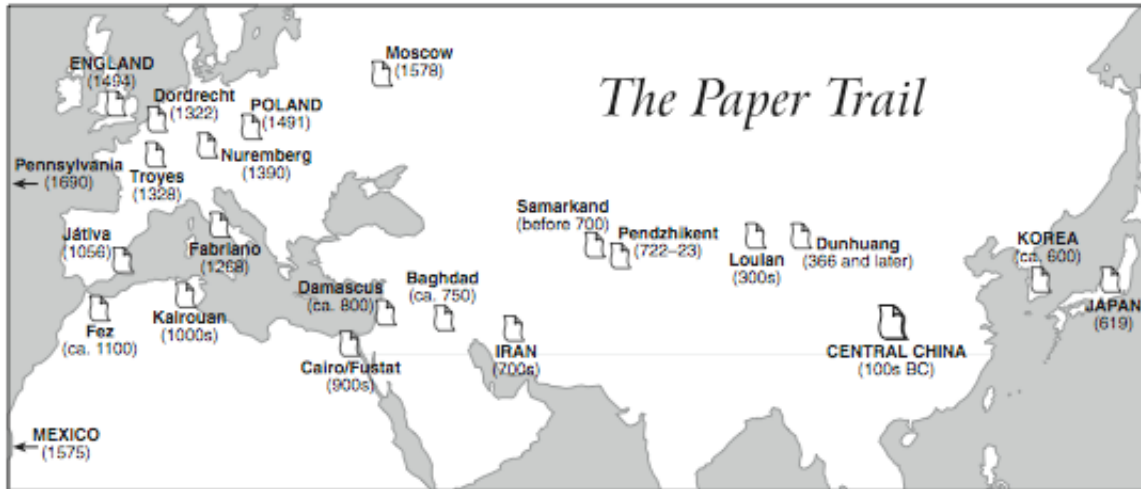 The Paper Trail
ENGLAND
(1494)
Dordrecht
(1322)
POLAND
(1491)
Moscow
(1578)
Pennsylvania
(1690)
Troyes
(1328)
Nuremberg
(1390)
Játiva
(1056)
Fabriano
(1268)
Samarkand
(before 700)
Pendzhikent
(722–23)
Loulan
(300s)
Dunhuang
(366 and later)
KOREA
(ca. 600)
JAPAN
(619)
Damascus
(ca. 800)
Baghdad
(ca. 750)
Fez
(ca. 1100)
Kairouan
(1000s)
Cairo/Fustat
(900s)
IRAN
(700s)
CENTRAL CHINA
(100s BC)
MEXICO
(1575)